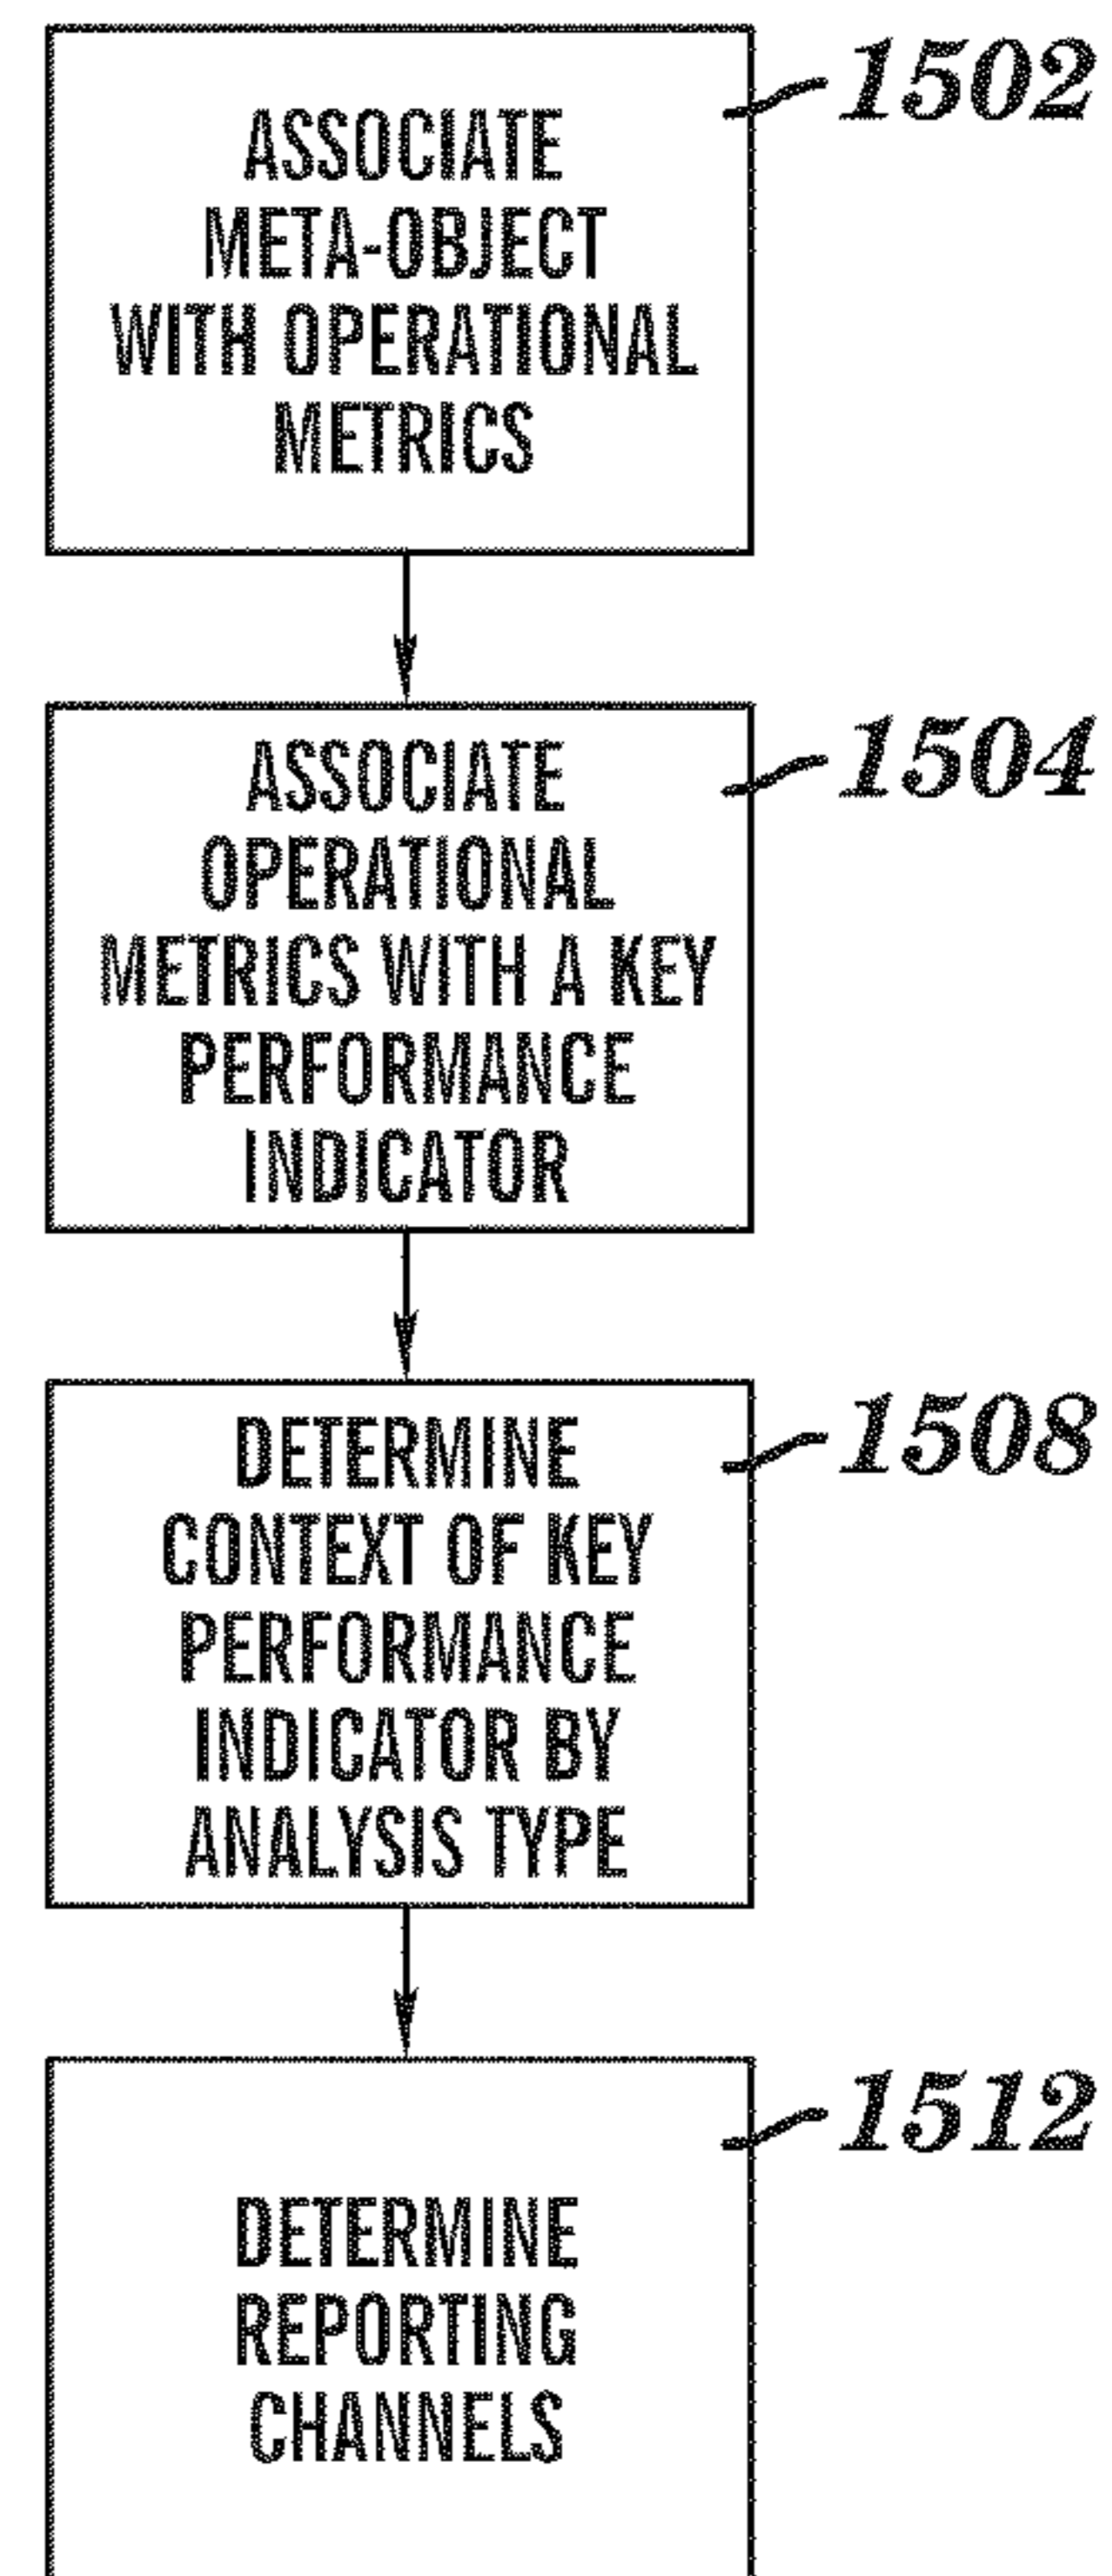 1502
ASSOCIATE
META-OBJECT
WITH OPERATIONAL
METRICS
1504
ASSOCIATE
OPERATIONAL
METRICS WITH A KEY
PERFORMANCE
INDICATOR
1508
DETERMINE
CONTEXT OF KEY
PERFORMANCE
INDICATOR BY
ANALYSIS TYPE
1512
DETERMINE
REPORTING
CHANNELS